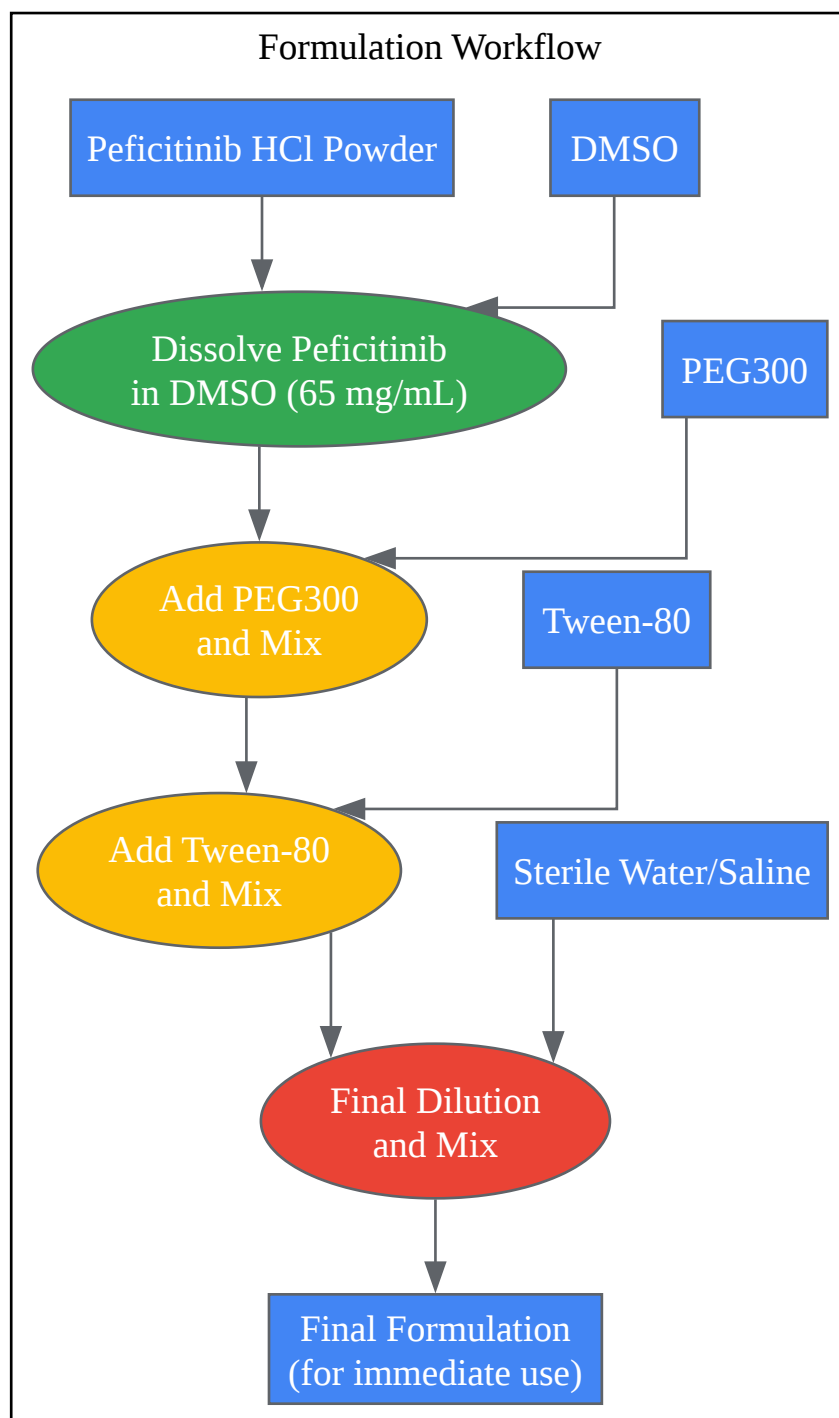 Formulation Workflow
Peficitinib HCl Powder
DMSO
Dissolve Peficitinib
in DMSO (65 mg/mL)
PEG300
Add PEG300
and Mix
Tween-80
Add Tween-80
and Mix
Sterile Water/Saline
Final Dilution
and Mix
Final Formulation
(for immediate use)